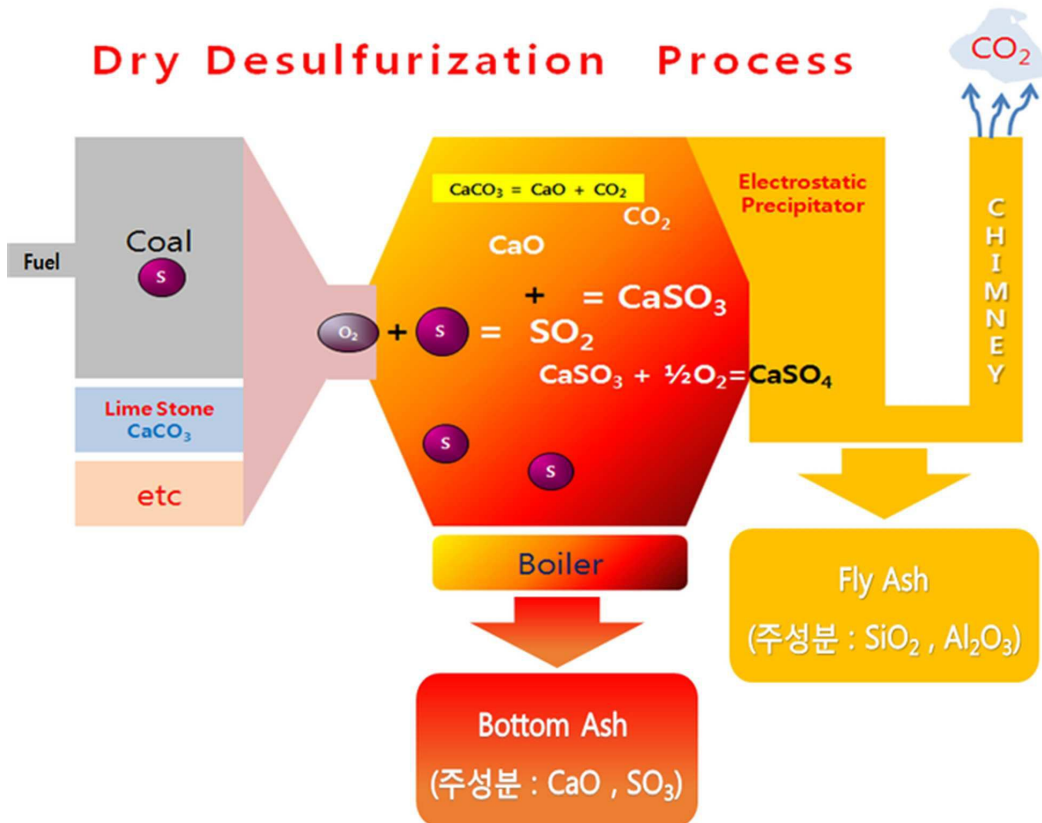 Dry Desulfurization Process
CO₂
Fuel
Coal
S
Lime Stone
CaCO₃
etc
CaCO₃ = CaO + CO₂
CO₂
CaO
+ = CaSO₃
O₂ + S = SO₂
CaSO₃ + ½O₂=CaSO₄
S
S
Boiler
Electrostatic
Precipitator
CHIMNEY
Fly Ash
(주성분 : SiO₂ , Al₂O₃)
Bottom Ash
(주성분 : CaO , SO₃)